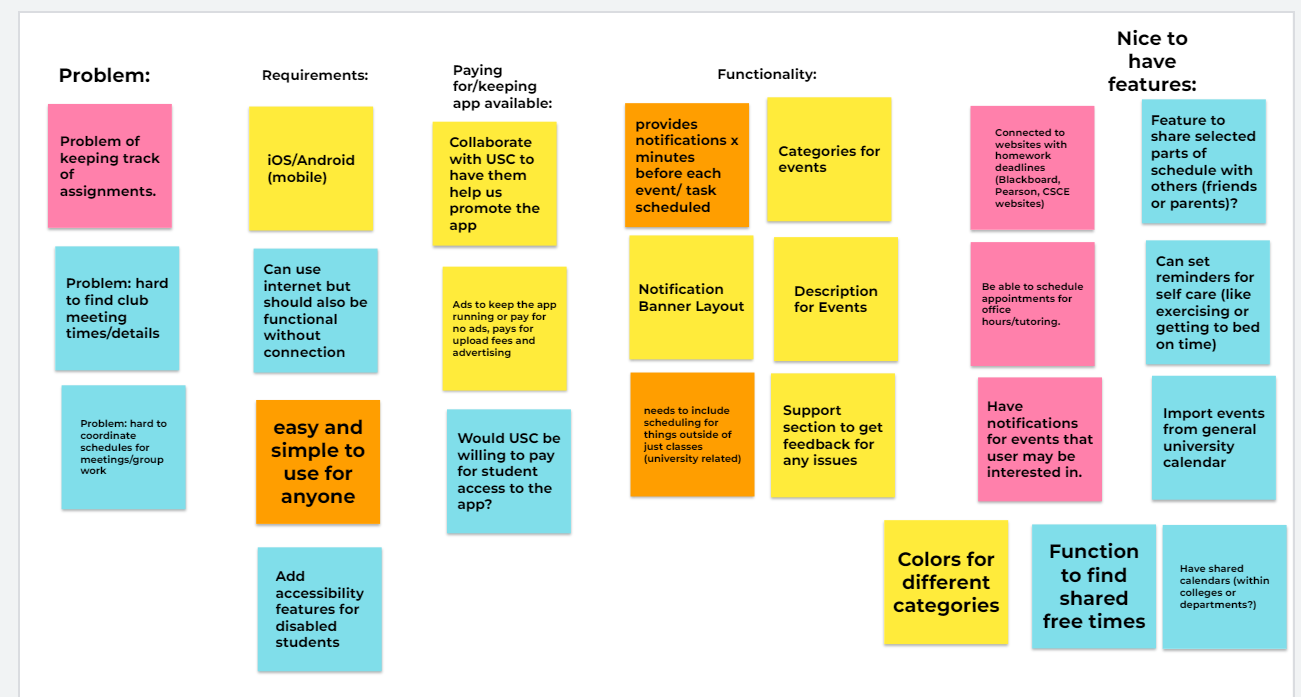 Problem:
Problem of
keeping track
of
assignments.
Problem: hard
to find club
meeting
times/details
Problem: hard to
coordinate
schedules for
meetings/group
work
Requirements:
iOS/Android
(mobile)
Can use
internet but
should also be
functional
without
connection
easy and
simple to
use for
anyone
Add
accessibility
features for
disabled
students
Paying
for/keeping
app available:
Collaborate
with USC to
have them
help us
promote the
app
Ads to keep the app
running or pay for
no ads, pays for
upload fees and
advertising
Would USC be
willing to pay
for student
access to the
app?
Functionality:
provides
notifications x
minutes
before each
event/ task
scheduled
Categories for
events
Notification
Banner Layout
Description
for Events
needs to include
scheduling for
things outside of
just classes
(university related)
Support
section to get
feedback for
any issues
Nice to
have
features:
Connected to
websites with
homework
deadlines
(Blackboard,
Pearson, CSCE
websites)
Feature to
share selected
parts of
schedule with
others (friends
or parents)?
Be able to schedule
appointments for
office
hours/tutoring.
Can set
reminders for
self care (like
exercising or
getting to bed
on time)
Have
notifications
for events that
user may be
interested in.
Import events
from general
university
calendar
Colors for
different
categories
Function
to find
shared
free times
Have shared
calendars (within
colleges or
departments?)